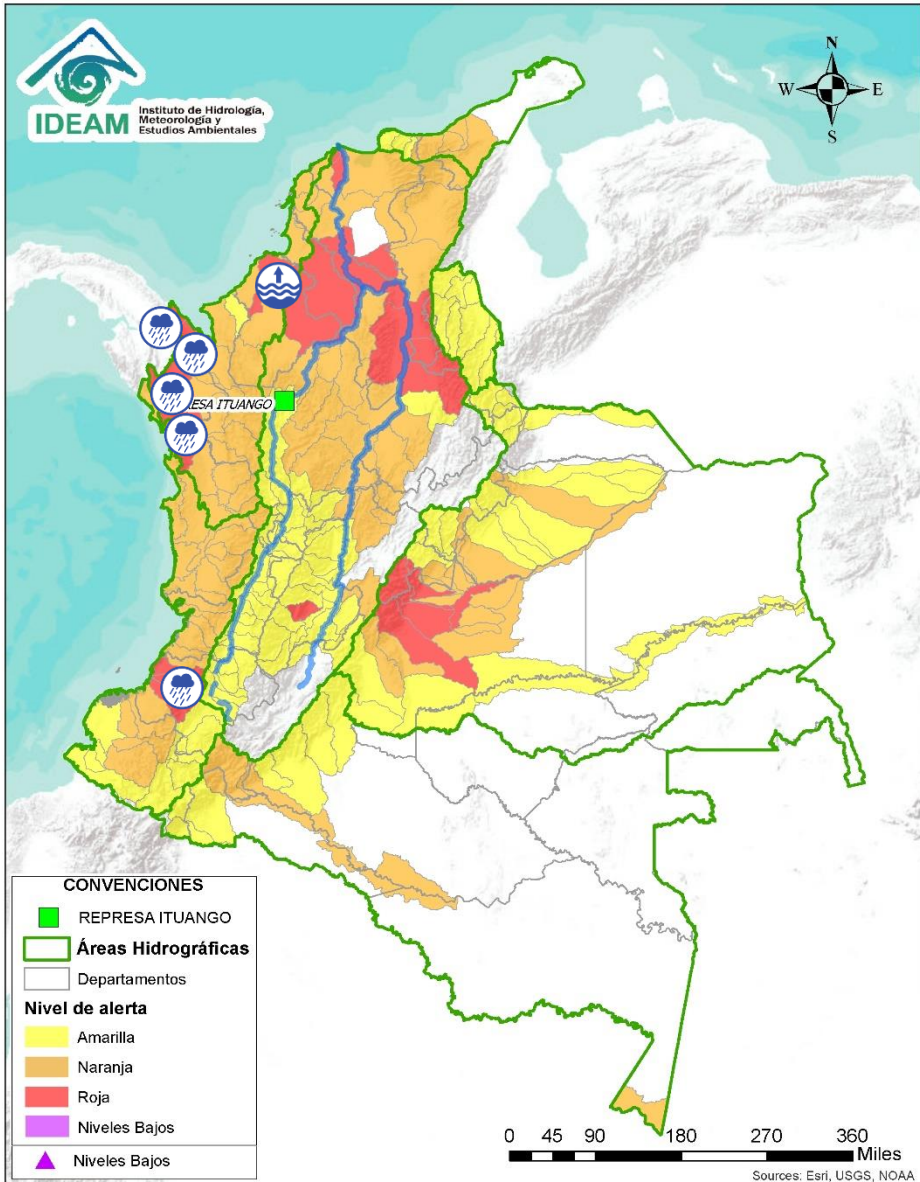 IDEAM
Instituto de Hidrología,
Meteorología y
Estudios Ambientales
N
W
E
S
RESA ITUANGO
CONVENCIONES
REPRESA ITUANGO
Áreas Hidrográficas
Departamentos
Nivel de alerta
Amarilla
Naranja
Roja
Niveles Bajos
Niveles Bajos
0 45 90 180 270 360
Miles
Sources: Esri, USGS, NOAA